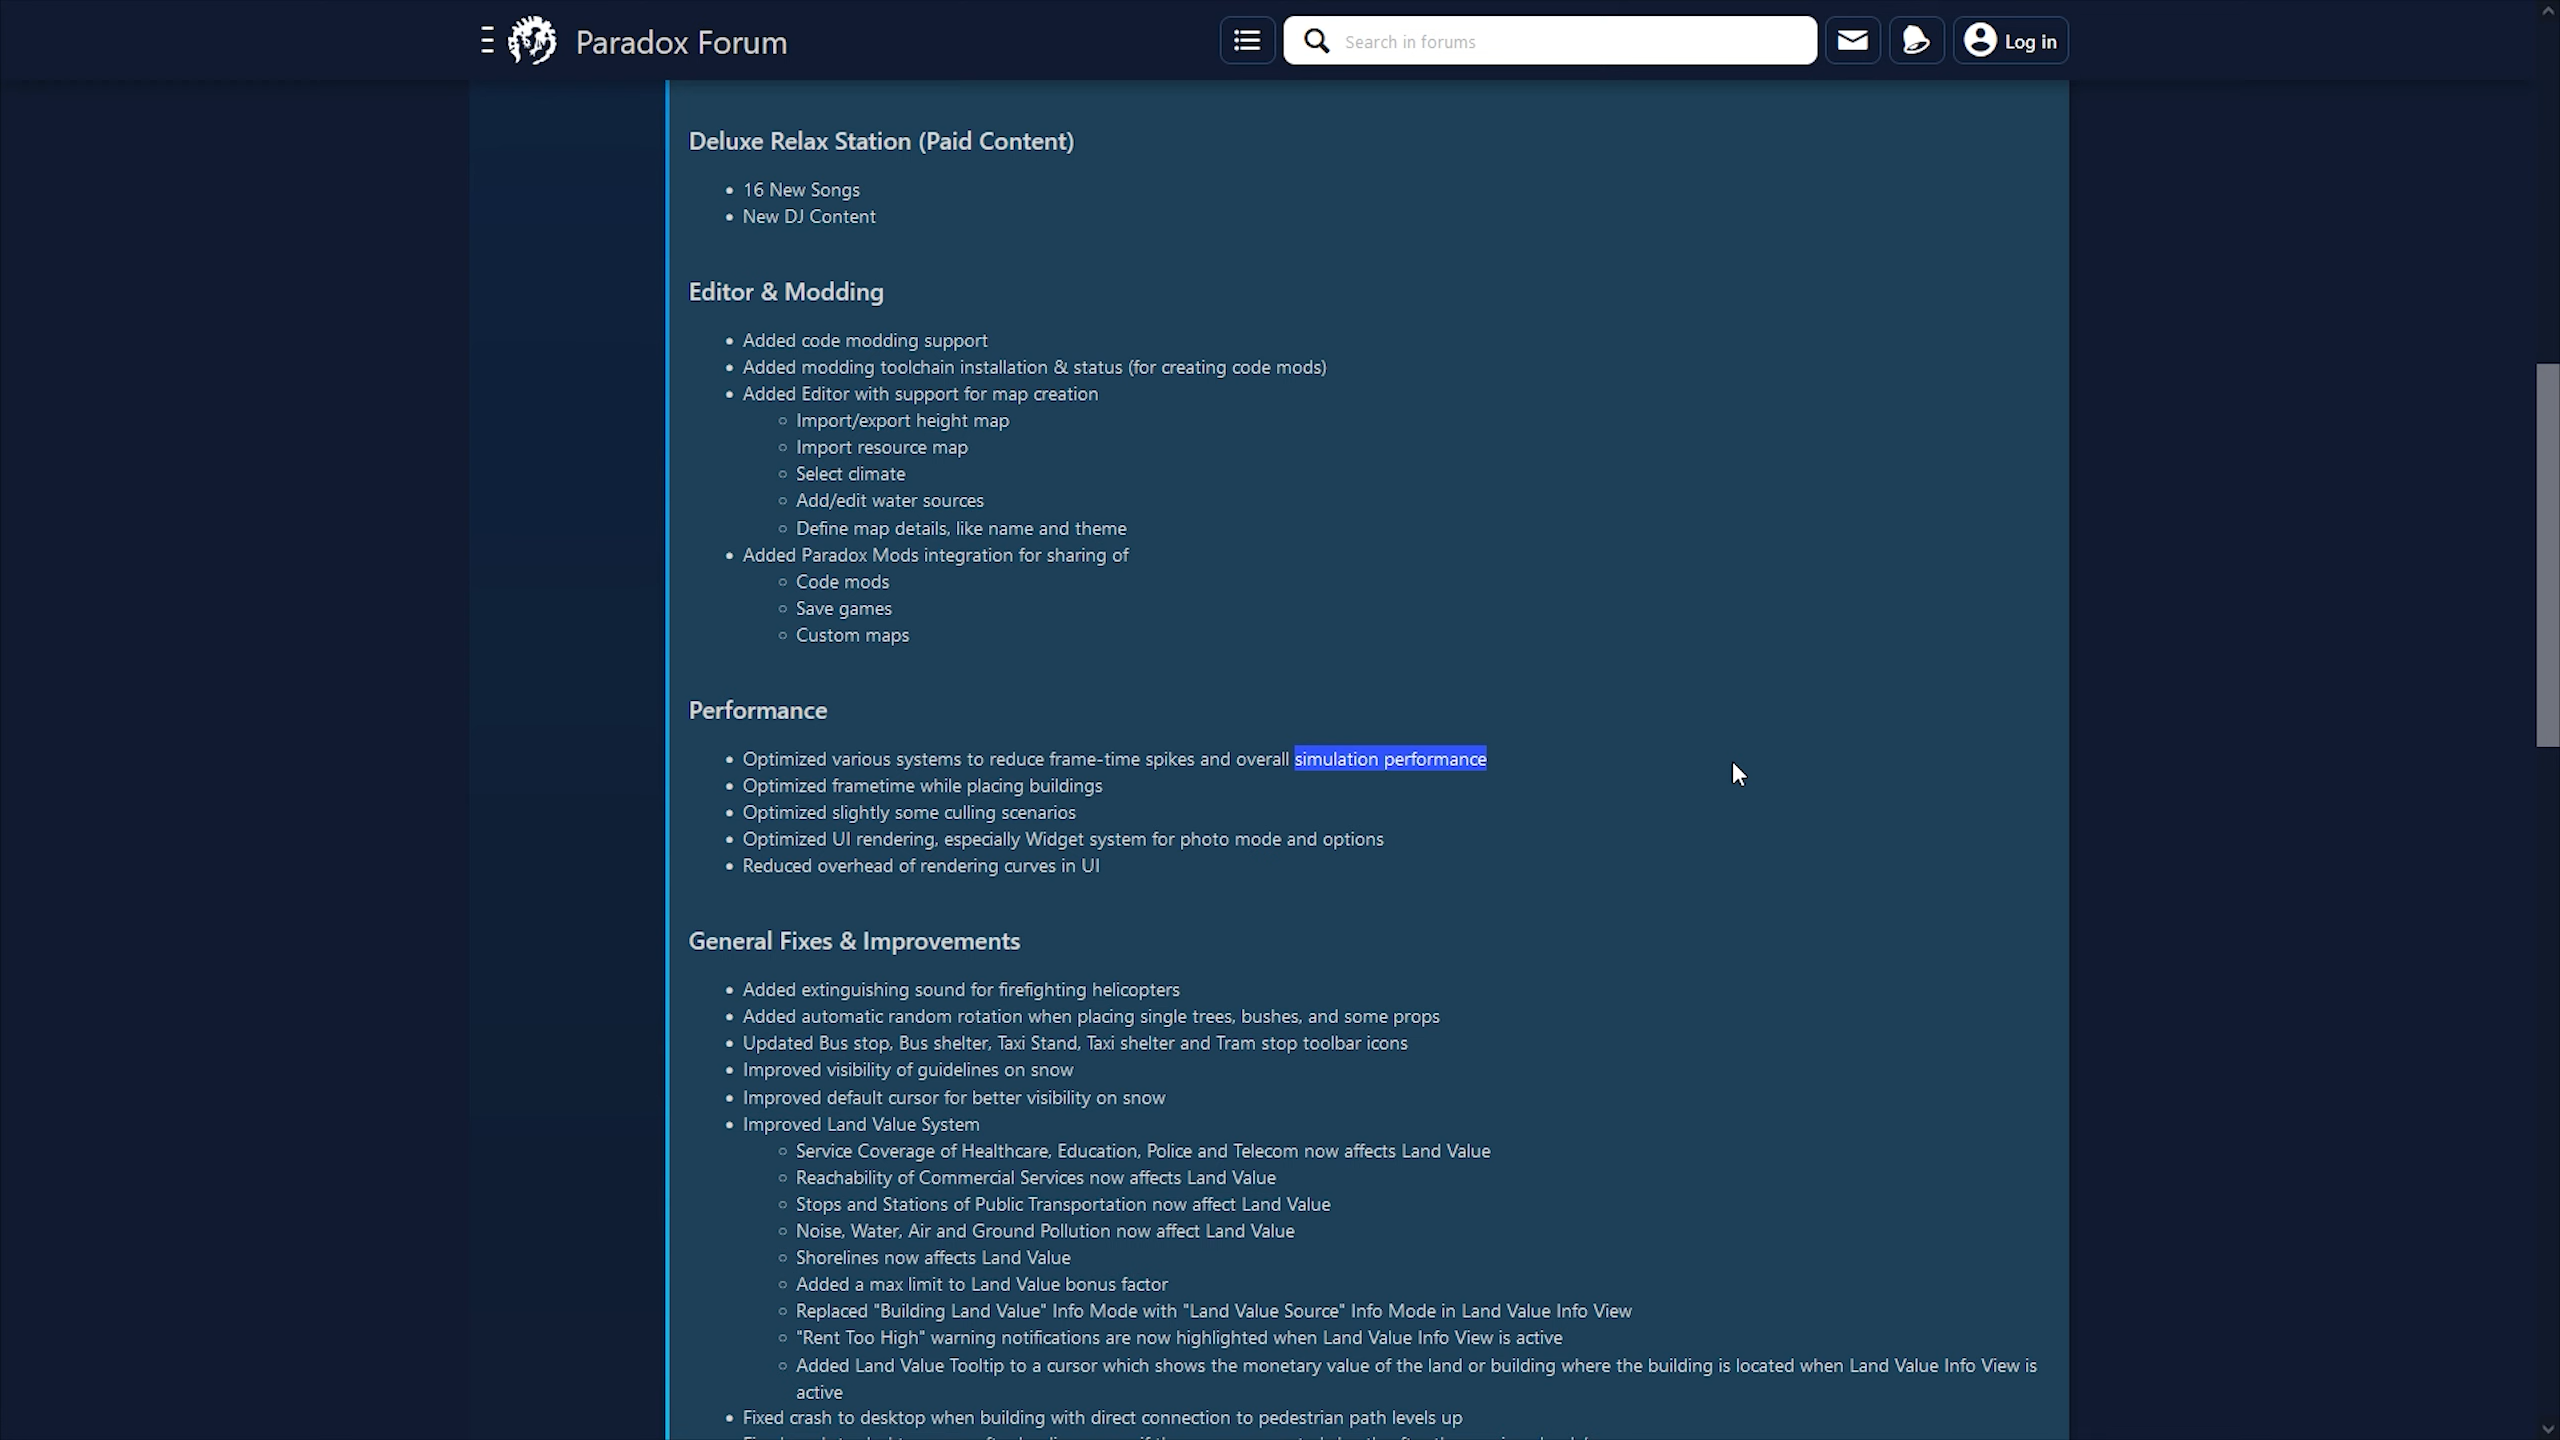 Paradox Forum
Search in forums
Log in
Deluxe Relax Station (Paid Content)
• 16 New Songs
• New DJ Content
Editor & Modding
• Added code modding support
• Added modding toolchain installation & status (for creating code mods)
• Added Editor with support for map creation
○ Import/export height map
○ Import resource map
○ Select climate
○ Add/edit water sources
○ Define map details, like name and theme
• Added Paradox Mods integration for sharing of
○ Code mods
○ Save games
○ Custom maps
Performance
• Optimized various systems to reduce frame-time spikes and overall simulation performance
• Optimized frametime while placing buildings
• Optimized slightly some culling scenarios
• Optimized UI rendering, especially Widget system for photo mode and options
• Reduced overhead of rendering curves in UI
General Fixes & Improvements
• Added extinguishing sound for firefighting helicopters
• Added automatic random rotation when placing single trees, bushes, and some props
• Updated Bus stop, Bus shelter, Taxi Stand, Taxi shelter and Tram stop toolbar icons
• Improved visibility of guidelines on snow
• Improved default cursor for better visibility on snow
• Improved Land Value System
○ Service Coverage of Healthcare, Education, Police and Telecom now affects Land Value
○ Reachability of Commercial Services now affects Land Value
○ Stops and Stations of Public Transportation now affect Land Value
○ Noise, Water, Air and Ground Pollution now affect Land Value
○ Shorelines now affects Land Value
○ Added a max limit to Land Value bonus factor
○ Replaced "Building Land Value" Info Mode with "Land Value Source" Info Mode in Land Value Info View
○ "Rent Too High" warning notifications are now highlighted when Land Value Info View is active
○ Added Land Value Tooltip to a cursor which shows the monetary value of the land or building where the building is located when Land Value Info View is
active
• Fixed crash to desktop when building with direct connection to pedestrian path levels up